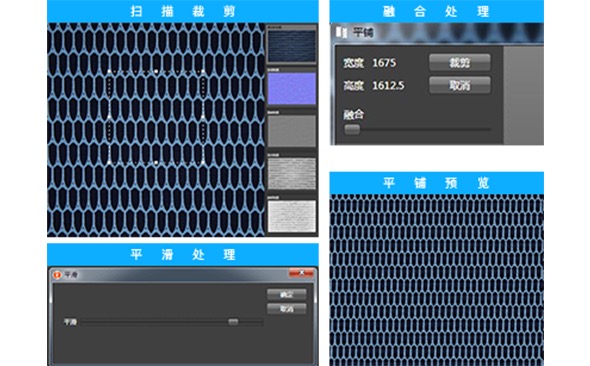 扫描裁剪
融合处理
平铺
宽度 1675 裁剪
高度 1612.5 取消
融合
平滑处理
平滑
确定
取消
平滑
平铺预览